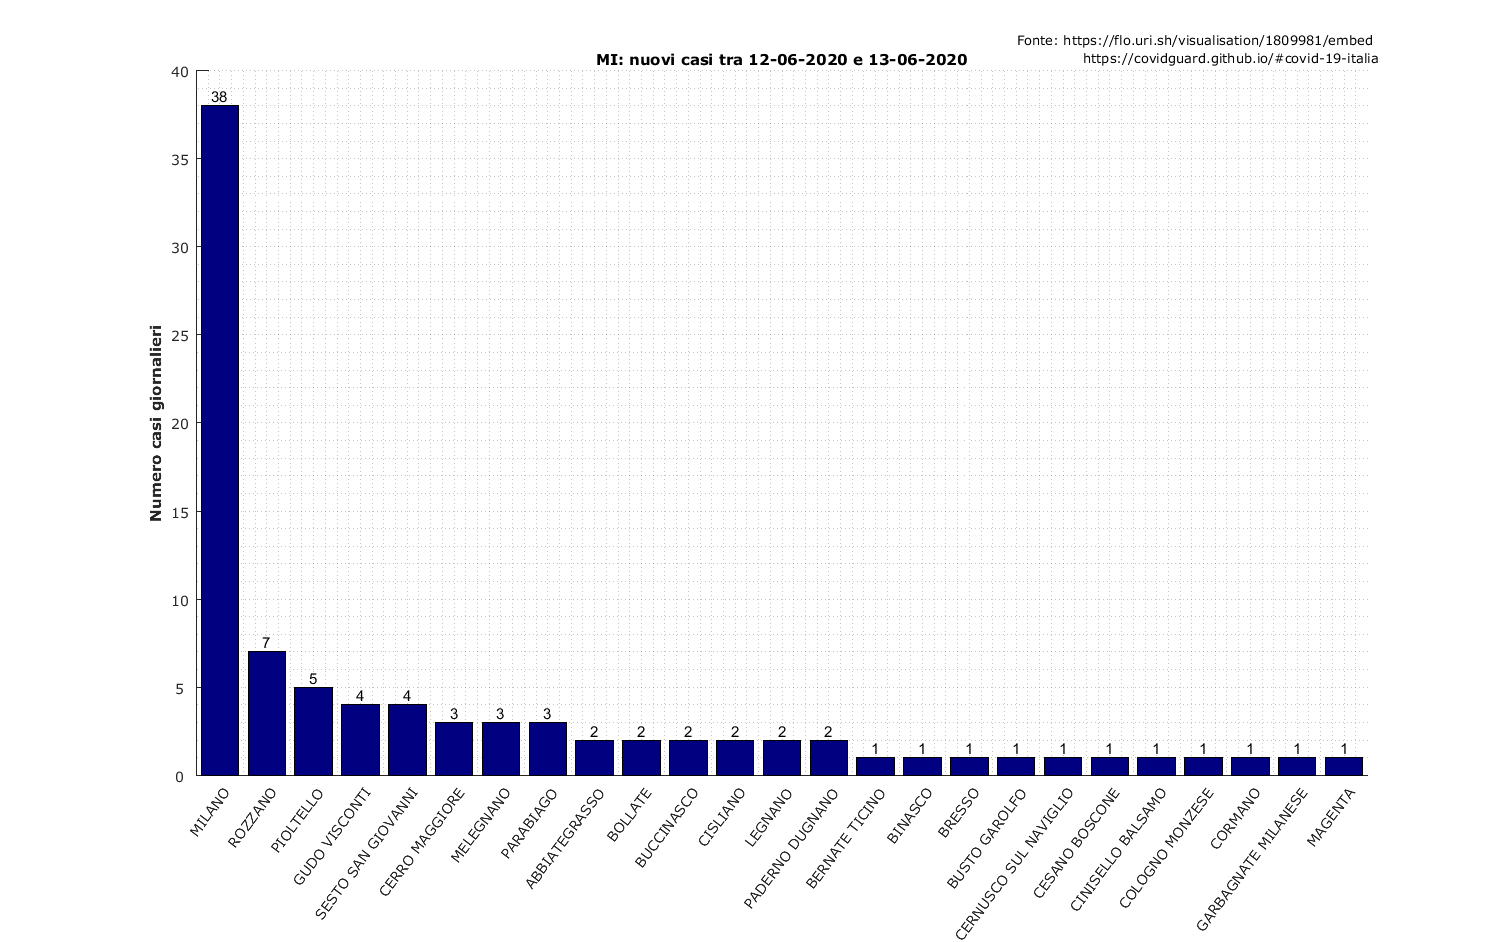 Fonte: https://flo.uri.sh/visualisation/1809981/embed
https://covidguard.github.io/#covid-19-italia
MI: nuovi casi tra 12-06-2020 e 13-06-2020
Numero casi giornalieri
40
35
30
25
20
15
10
5
0
38
7
5
4
4
3
3
3
2
2
2
2
2
2
1
1
1
1
1
1
1
1
1
1
1
MILANO
ROZZANO
PIOLTELLO
GUDO VISCONTI
SESTO SAN GIOVANNI
CERRO MAGGIORE
MELEGNANO
PARABIAGO
ABBIATEGRASSO
BOLLATE
BUCCINASCO
CISLIANO
LEGNANO
PADERNO DUGNANO
BERNATE TICINO
BINASCO
BRESSO
BUSTO GAROLFO
CERNUSCO SUL NAVIGLIO
CESANO BOSCONE
CINISELLO BALSAMO
COLOGNO MONZESE
CORMANO
GARBAGNATE MILANESE
MAGENTA